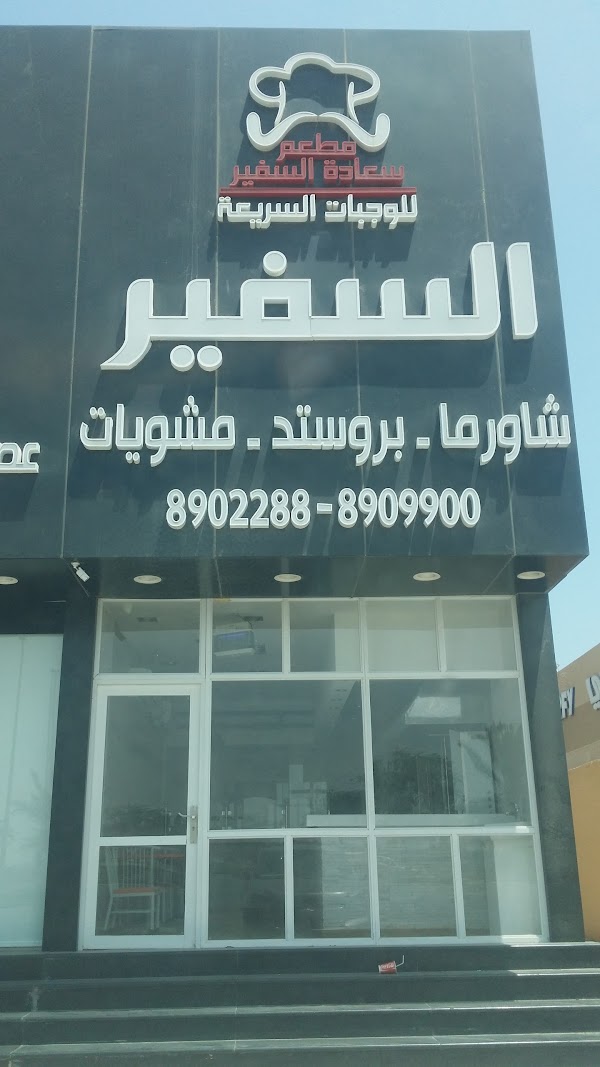 مطعم
سعادة السفير
للوجبات السريعة
السفير
شاورما - بروستد - مشويات
8902288 - 8909900